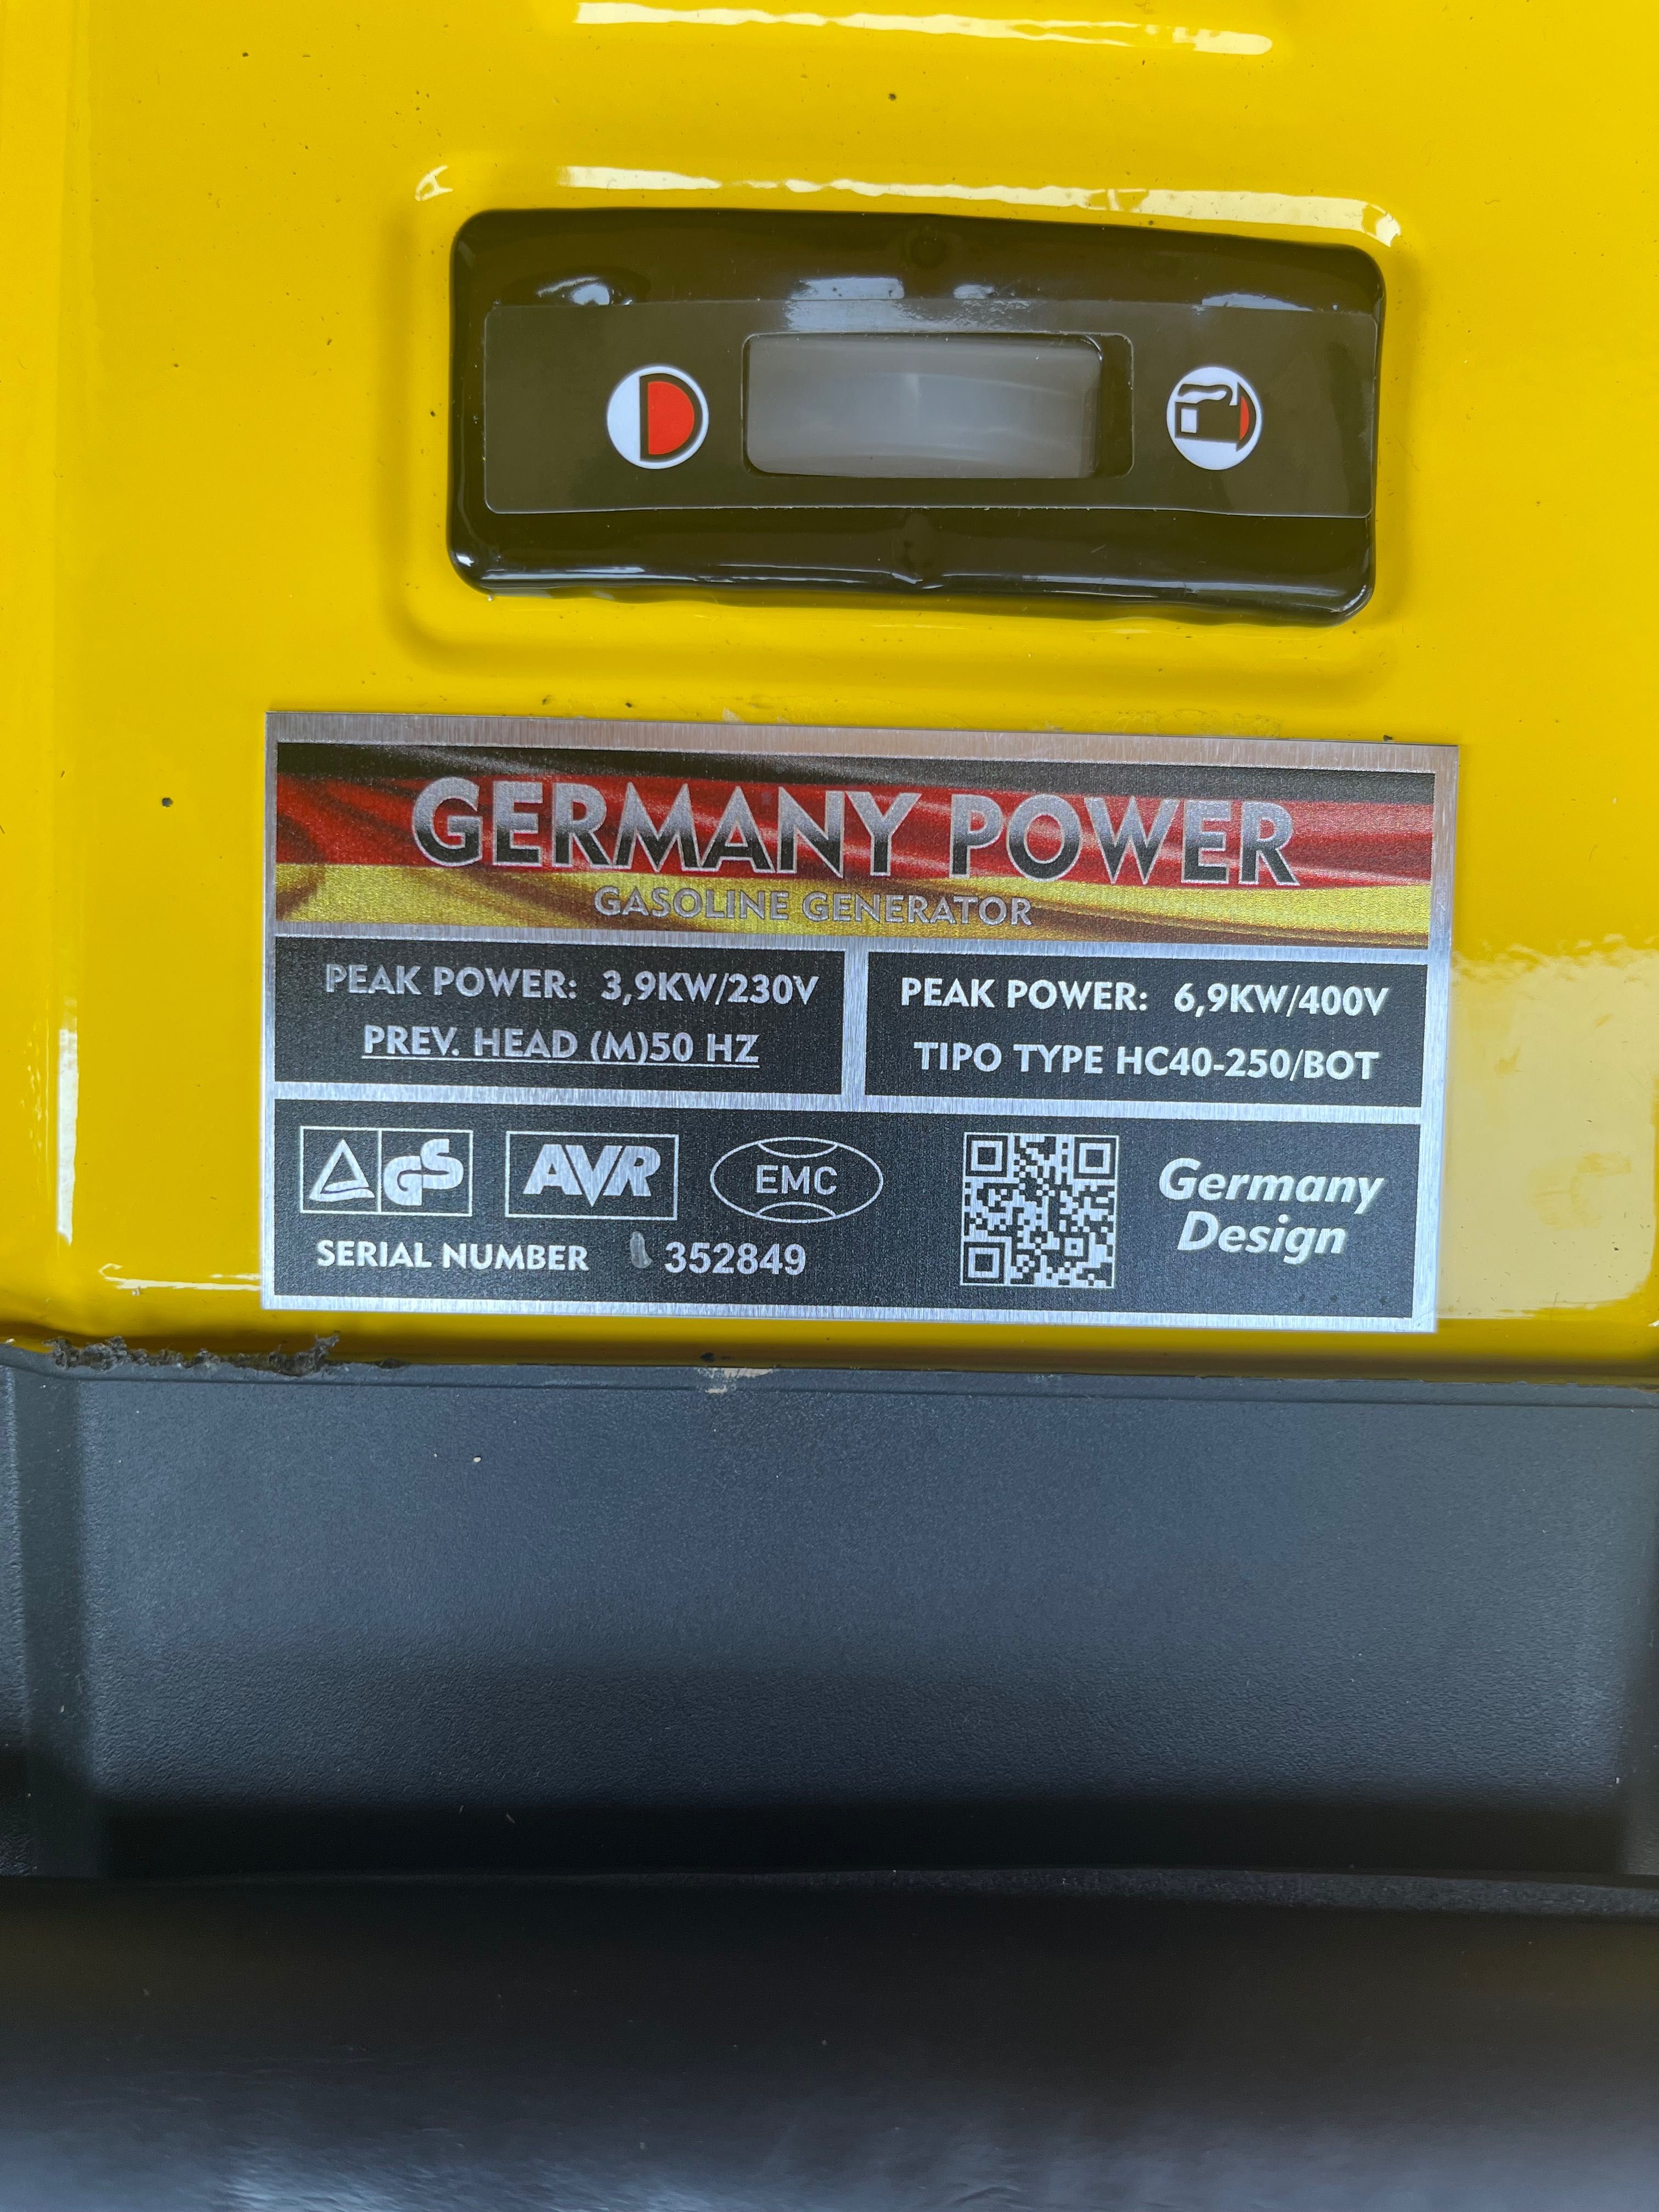 GERMANY POWER
GASOLINE GENERATOR
PEAK POWER: 3,9KW/230V
PREV. HEAD (M)50 HZ
PEAK POWER: 6,9KW/400V
TIPO TYPE HC40-250/BOT
GS
AVR
EMC
SERIAL NUMBER 352849
Germany
Design